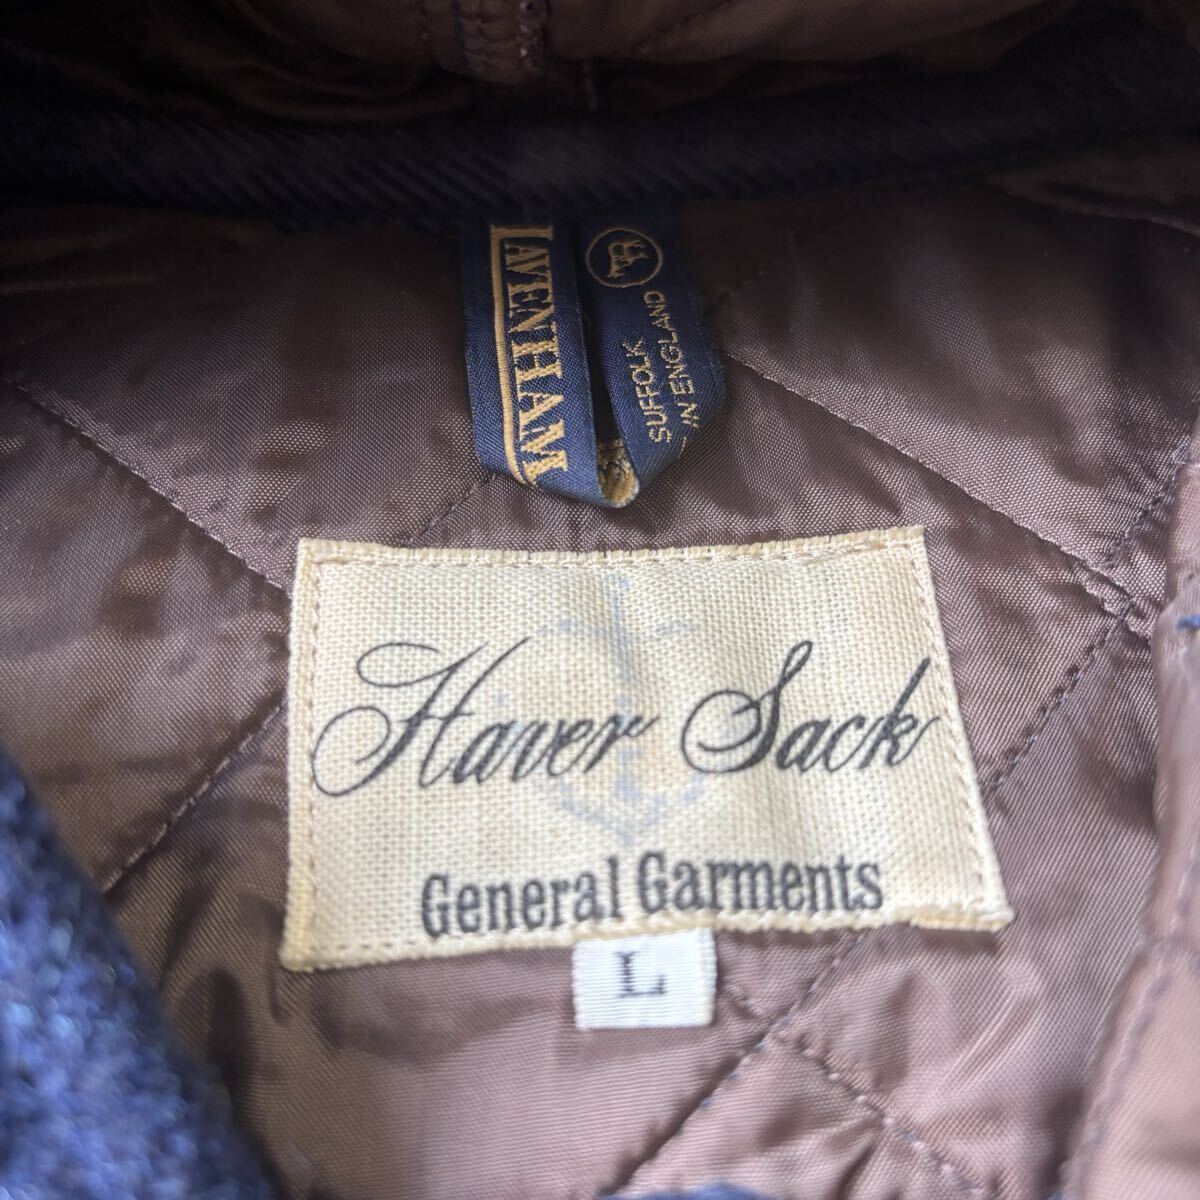 LAVENHAM
SUFFOLK
IN ENGLAND
Haver Sack
General Garments
L